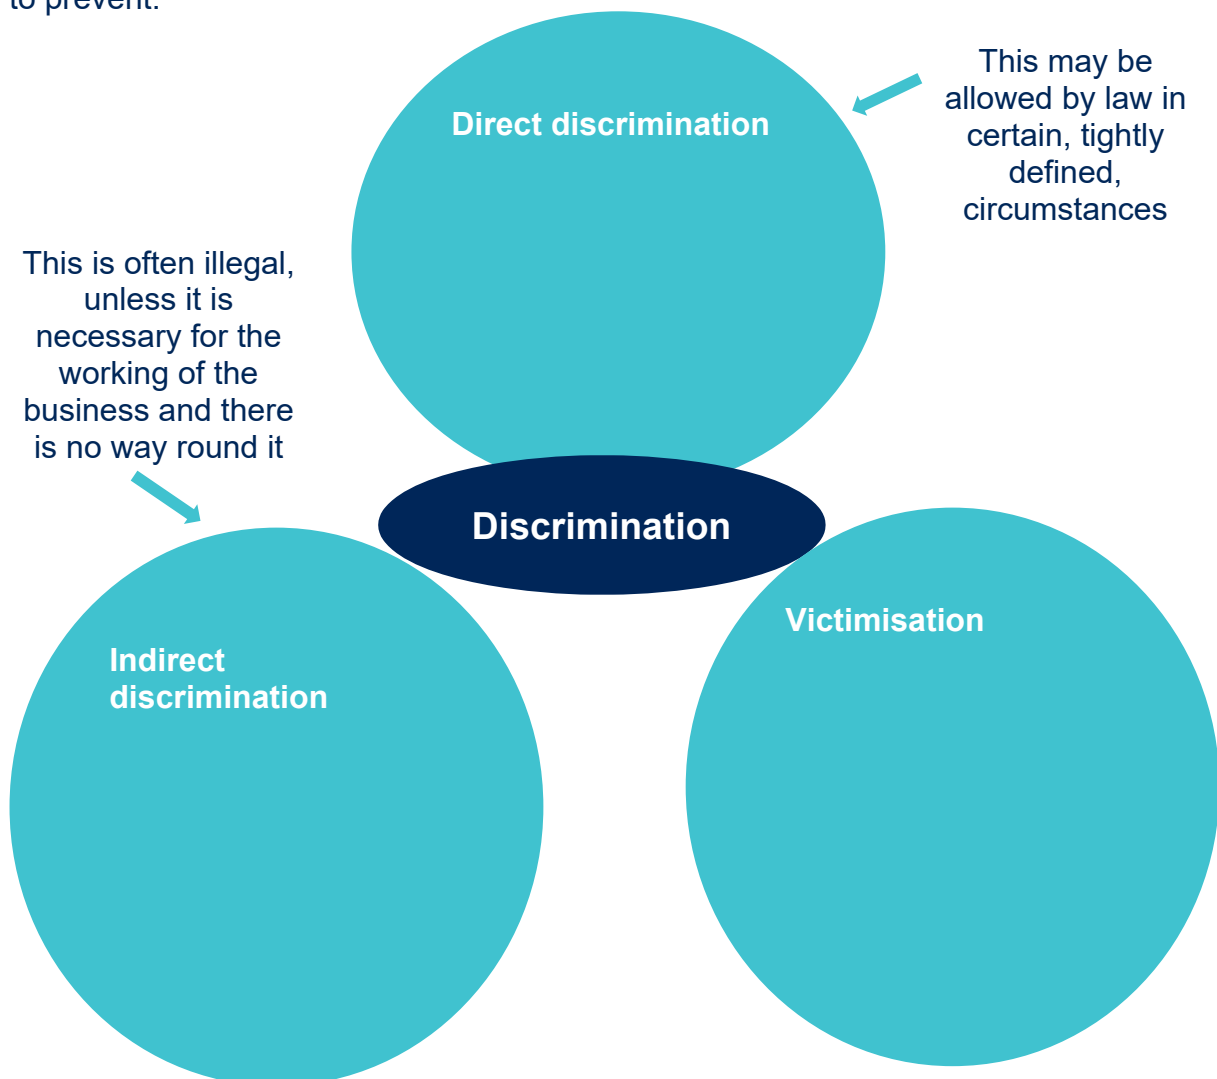 to prevent.
Direct discrimination
This may be
allowed by law in
certain, tightly
defined,
circumstances
This is often illegal,
unless it is
necessary for the
working of the
business and there
is no way round it
Discrimination
Victimisation
Indirect
discrimination